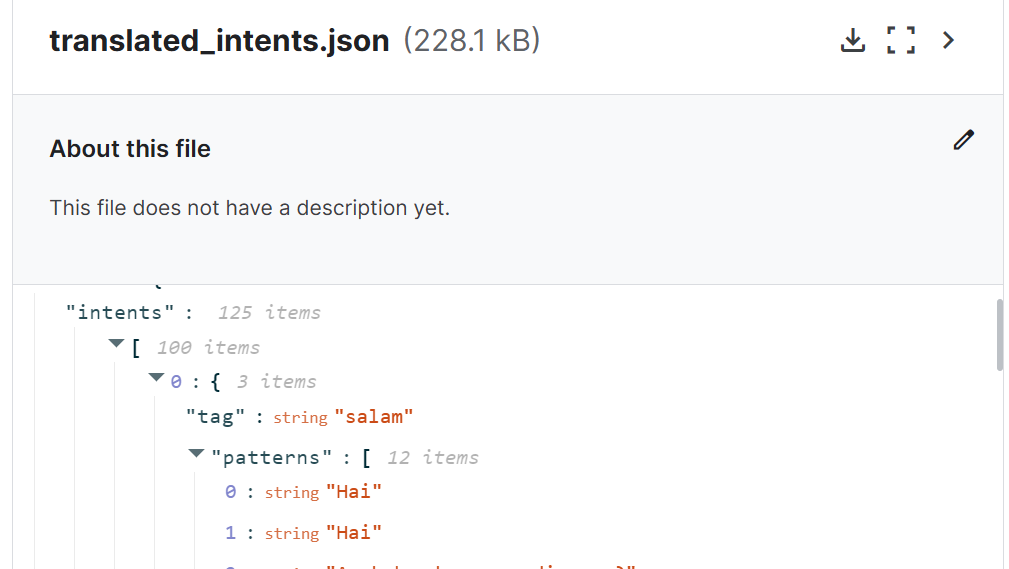 translated_intents.json (228.1 kB)
About this file
This file does not have a description yet.
"intents" : 125 items
[ 100 items
0 : { 3 items
"tag" : string "salam"
"patterns" : [ 12 items
0 : string "Hai"
1 : string "Hai"